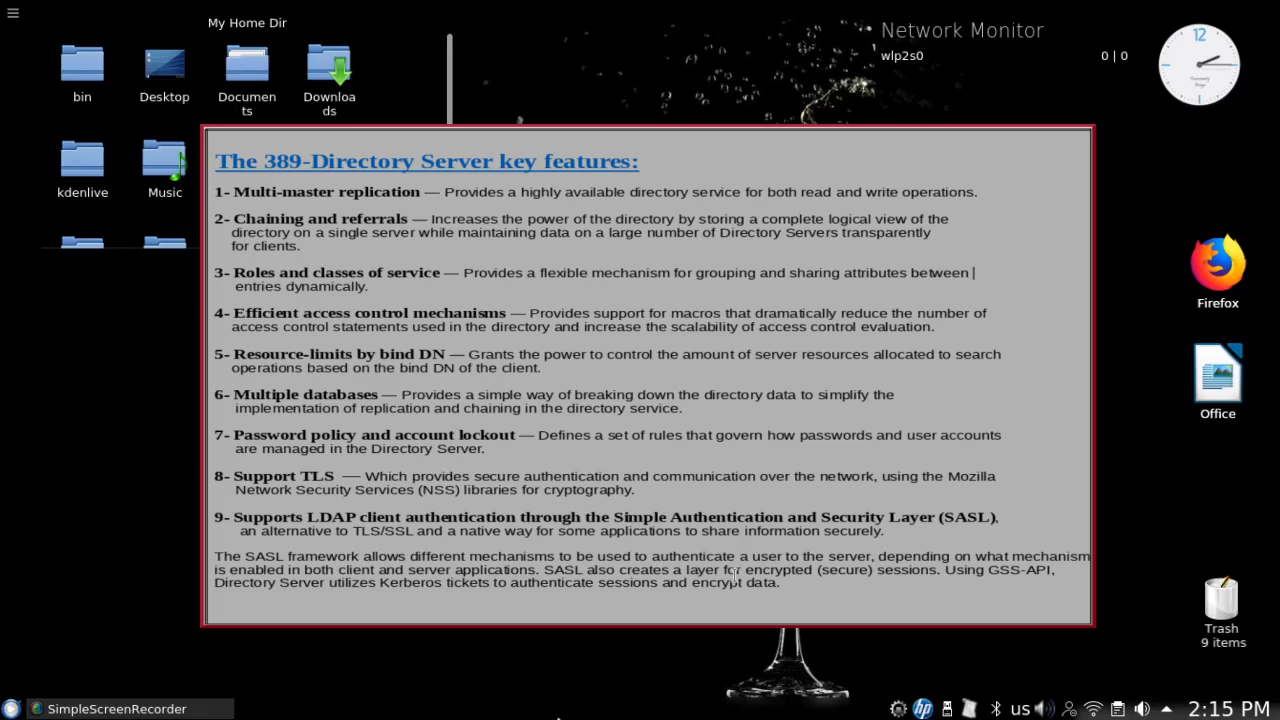 My Home Dir
Network Monitor
wlp2s0
0 | 0
12
bin
Desktop
Documen
ts
Downloa
ds
kdenlive
Music
The 389-Directory Server key features:
1- Multi-master replication — Provides a highly available directory service for both read and write operations.
2- Chaining and referrals — Increases the power of the directory by storing a complete logical view of the
directory on a single server while maintaining data on a large number of Directory Servers transparently
for clients.
3- Roles and classes of service — Provides a flexible mechanism for grouping and sharing attributes between
entries dynamically.
4- Efficient access control mechanisms — Provides support for macros that dramatically reduce the number of
access control statements used in the directory and increase the scalability of access control evaluation.
5- Resource-limits by bind DN — Grants the power to control the amount of server resources allocated to search
operations based on the bind DN of the client.
6- Multiple databases — Provides a simple way of breaking down the directory data to simplify the
implementation of replication and chaining in the directory service.
7- Password policy and account lockout — Defines a set of rules that govern how passwords and user accounts
are managed in the Directory Server.
8- Support TLS — Which provides secure authentication and communication over the network, using the Mozilla
Network Security Services (NSS) libraries for cryptography.
9- Supports LDAP client authentication through the Simple Authentication and Security Layer (SASL),
an alternative to TLS/SSL and a native way for some applications to share information securely.
The SASL framework allows different mechanisms to be used to authenticate a user to the server, depending on what mechanism
is enabled in both client and server applications. SASL also creates a layer for encrypted (secure) sessions. Using GSS-API,
Directory Server utilizes Kerberos tickets to authenticate sessions and encrypt data.
Firefox
Office
Trash
9 items
SimpleScreenRecorder
hp
us
2:15 PM